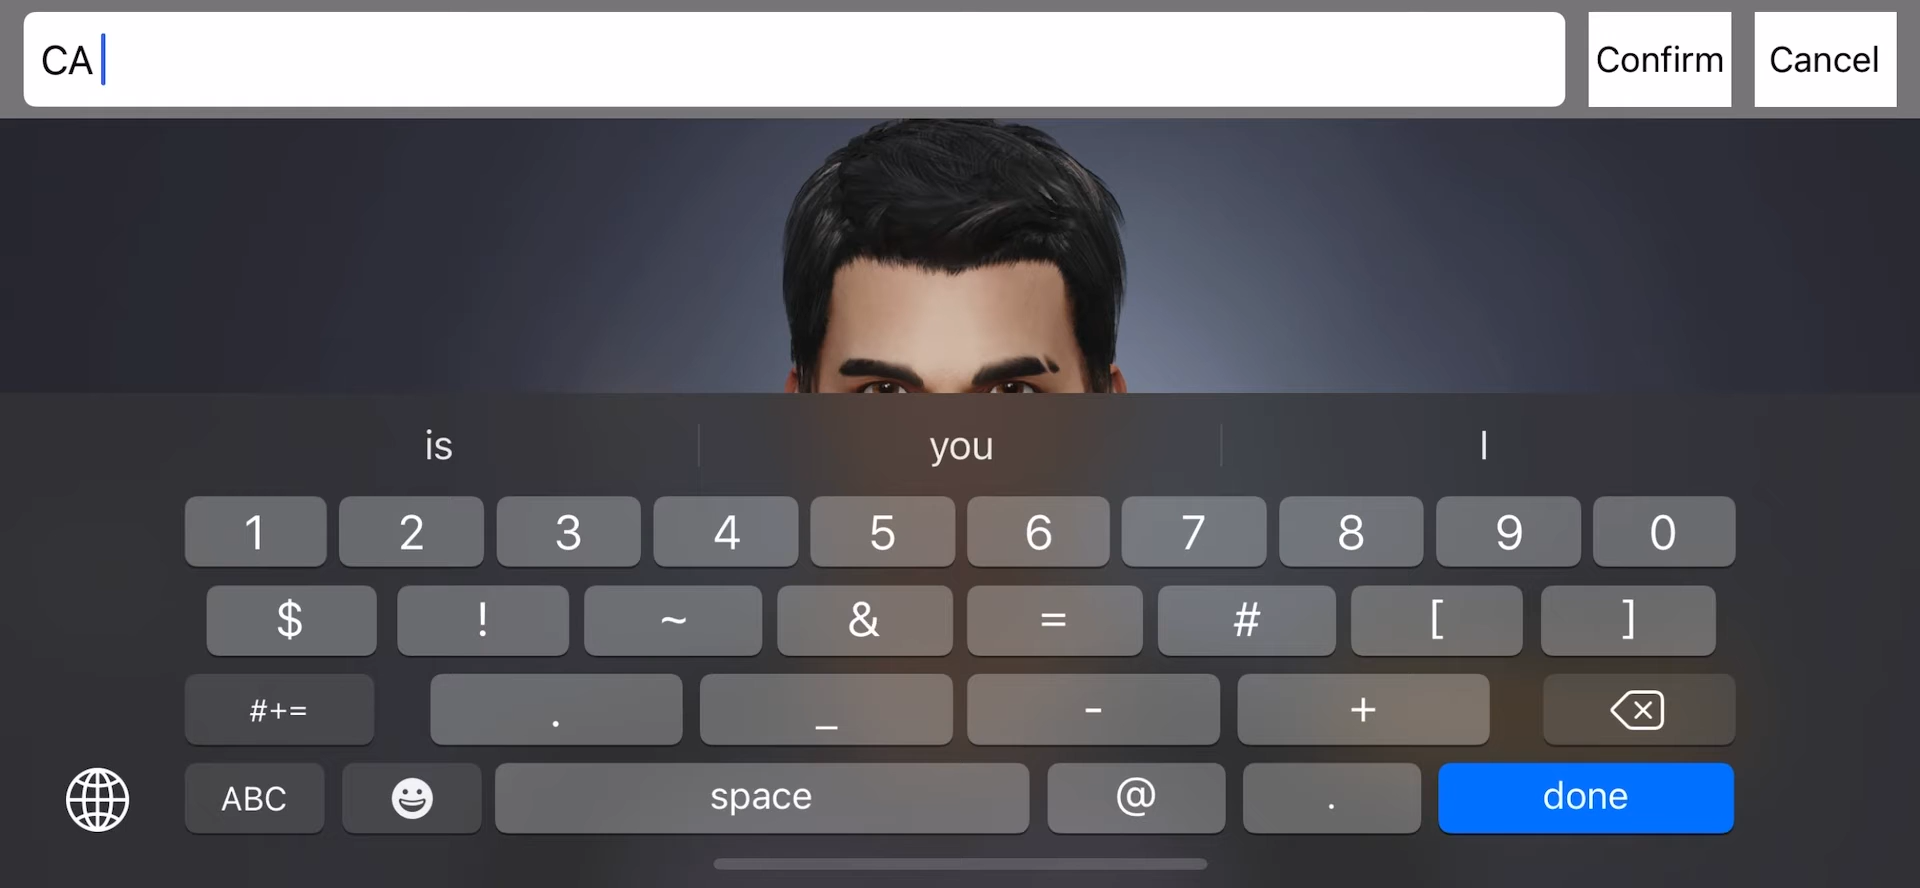 CA
Confirm
Cancel
is
you
I
1 2 3 4 5 6 7 8 9 0
$ ! ~ & = # [ ]
#+= . _ - +
ABC space @ . done